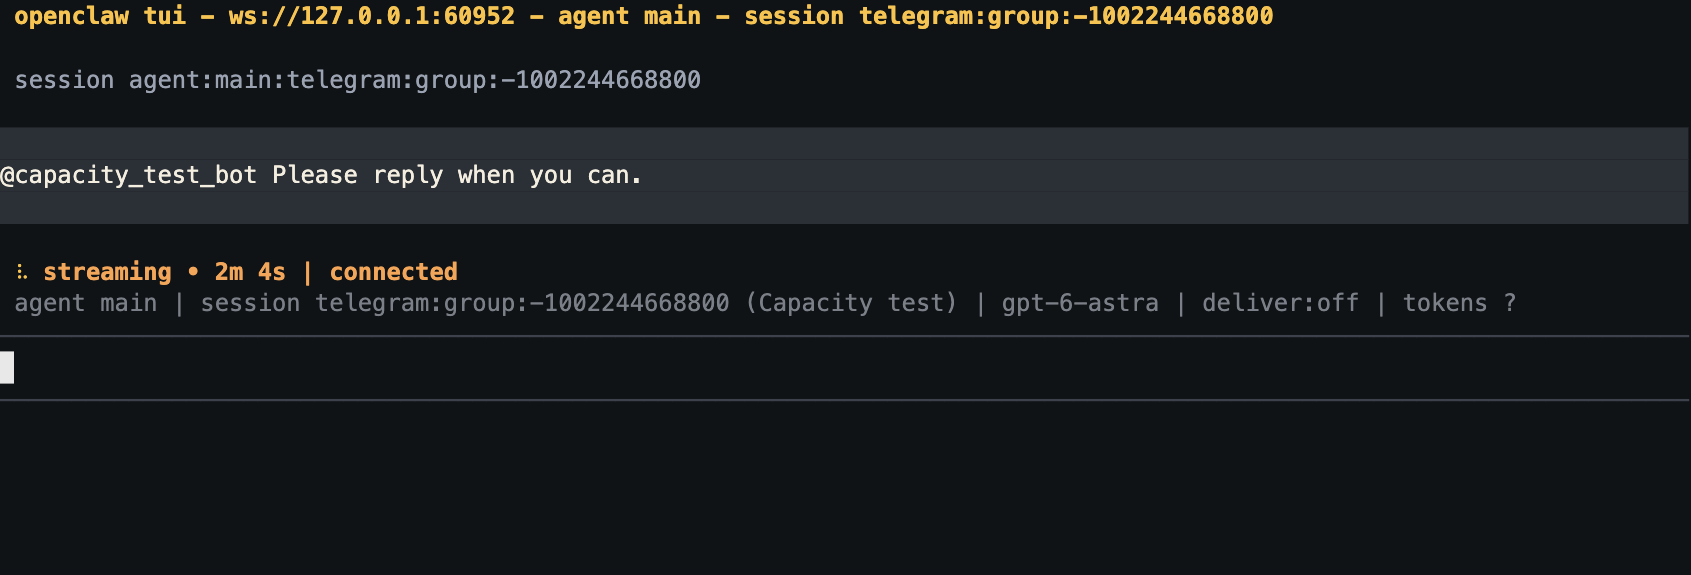 openclaw tui – ws://127.0.0.1:60952 – agent main – session telegram:group:–1002244668800
session agent:main:telegram:group:–1002244668800
@capacity_test_bot Please reply when you can.
⠧ streaming • 2m 4s | connected
agent main | session telegram:group:–1002244668800 (Capacity test) | gpt-6-astra | deliver:off | tokens ?